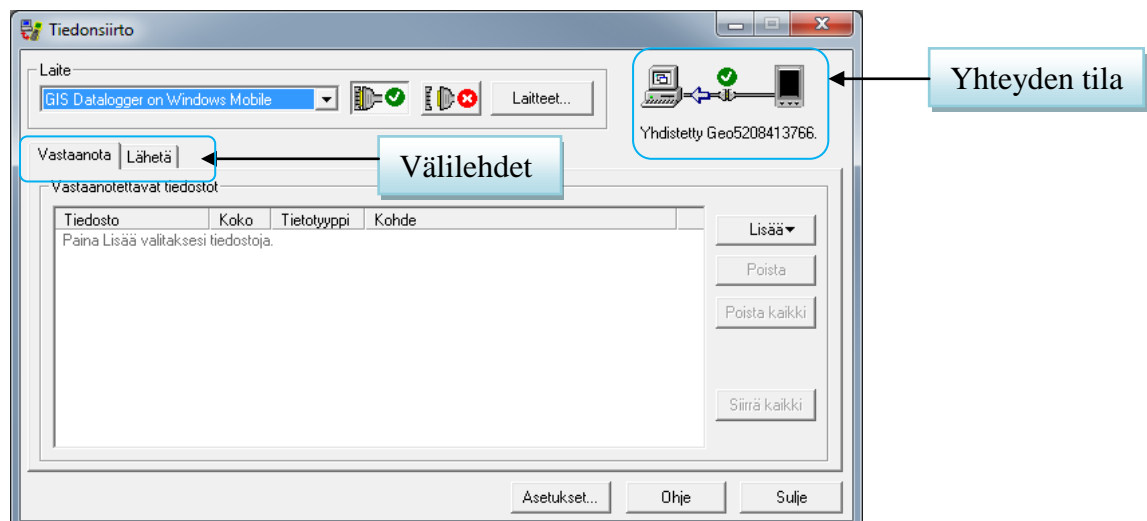 Tiedonsiirto
Laite
GIS Datalogger on Windows Mobile
Laitteet...
Yhdistetty Geo5208413766.
Yhteyden tila
Vastaanota
Lähetä
Välilehdet
Vastaanotettavat tiedostot
Tiedosto Koko Tietotyyppi Kohde
Paina Lisää valitaksesi tiedostoja.
Lisää
Poista
Poista kaikki
Siirrä kaikki
Asetukset...
Ohje
Sulje